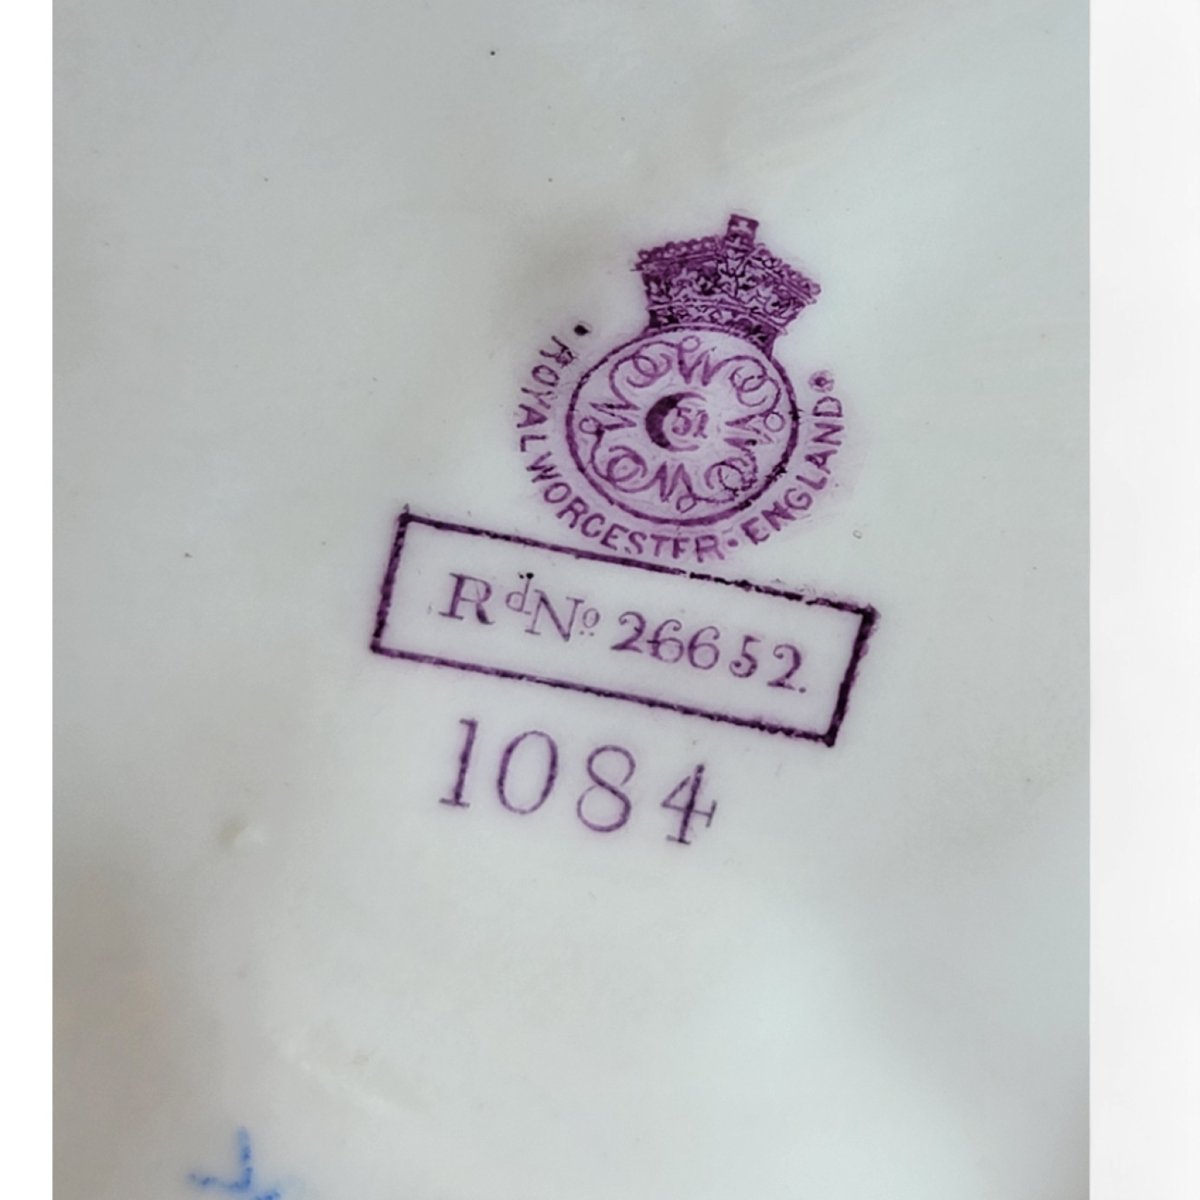 • ROYAL WORCESTER • ENGLAND •
51
Rd No. 26652.
1084